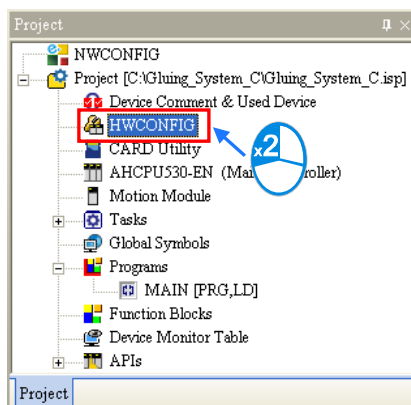 Project
NWCONFIG
Project [C:\Gluing_System_C\Gluing_System_C.isp]
Device Comment & Used Device
HWCONFIG
CARD Utility
x2
AHCPU530-EN (Mai roller)
Motion Module
Tasks
Global Symbols
Programs
MAIN [PRG,LD]
Function Blocks
Device Monitor Table
APIs
Project